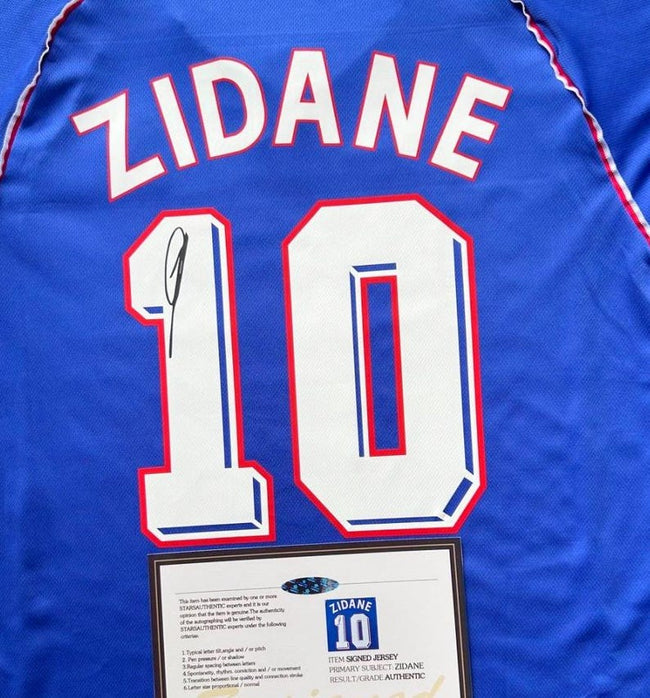 ZIDANE
10
This item has been examined by one or more
STARSAUTHENTIC experts and it is our
opinion that the item is genuine.The authenticity
of the autographing will be verified by
STARSAUTHENTIC experts under the following
criterias:
1.Typical letter tilt,angle and / or pitch
2. Pen pressure / or shadow
3.Regular spacing between letters
4.Spontaneity, rhythm. conviction and / or movement
5.Transition between line quality and connection stroke
6.Letter size proportional / normal
ZIDANE
10
ITEM SIGNED JERSEY
PRIMARY SUBJECT: ZIDANE
RESULT/GRADE: AUTHENTIC